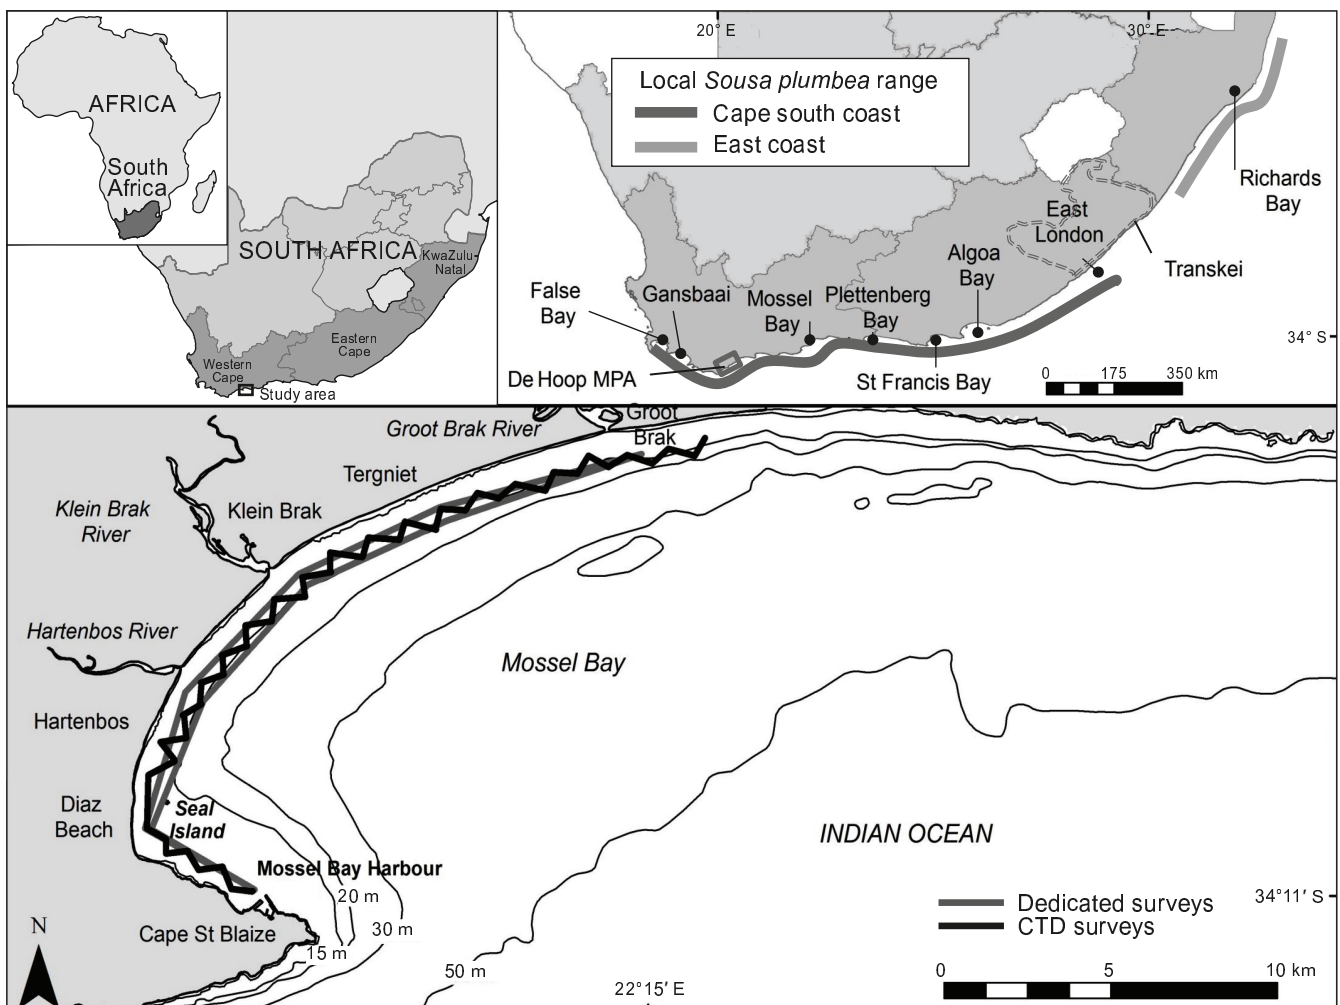 AFRICA
South
Africa
SOUTH AFRICA
KwaZulu-
Natal
Eastern
Cape
Western
Cape
Study area
20° E
30° E
Local Sousa plumbea range
Cape south coast
East coast
Richards
Bay
East
London
Transkei
Algoa
Bay
False
Bay
Gansbaai
Mossel
Bay
Plettenberg
Bay
34° S
De Hoop MPA
St Francis Bay
0 175 350 km
Groot Brak River
Groot
Brak
Tergniet
Klein Brak
River
Klein Brak
Hartenbos River
Mossel Bay
Hartenbos
Diaz
Beach
Seal
Island
INDIAN OCEAN
Mossel Bay Harbour
20 m
30 m
15 m
50 m
Cape St Blaize
N
Dedicated surveys
CTD surveys
34°11′ S
0 5 10 km
22°15′ E